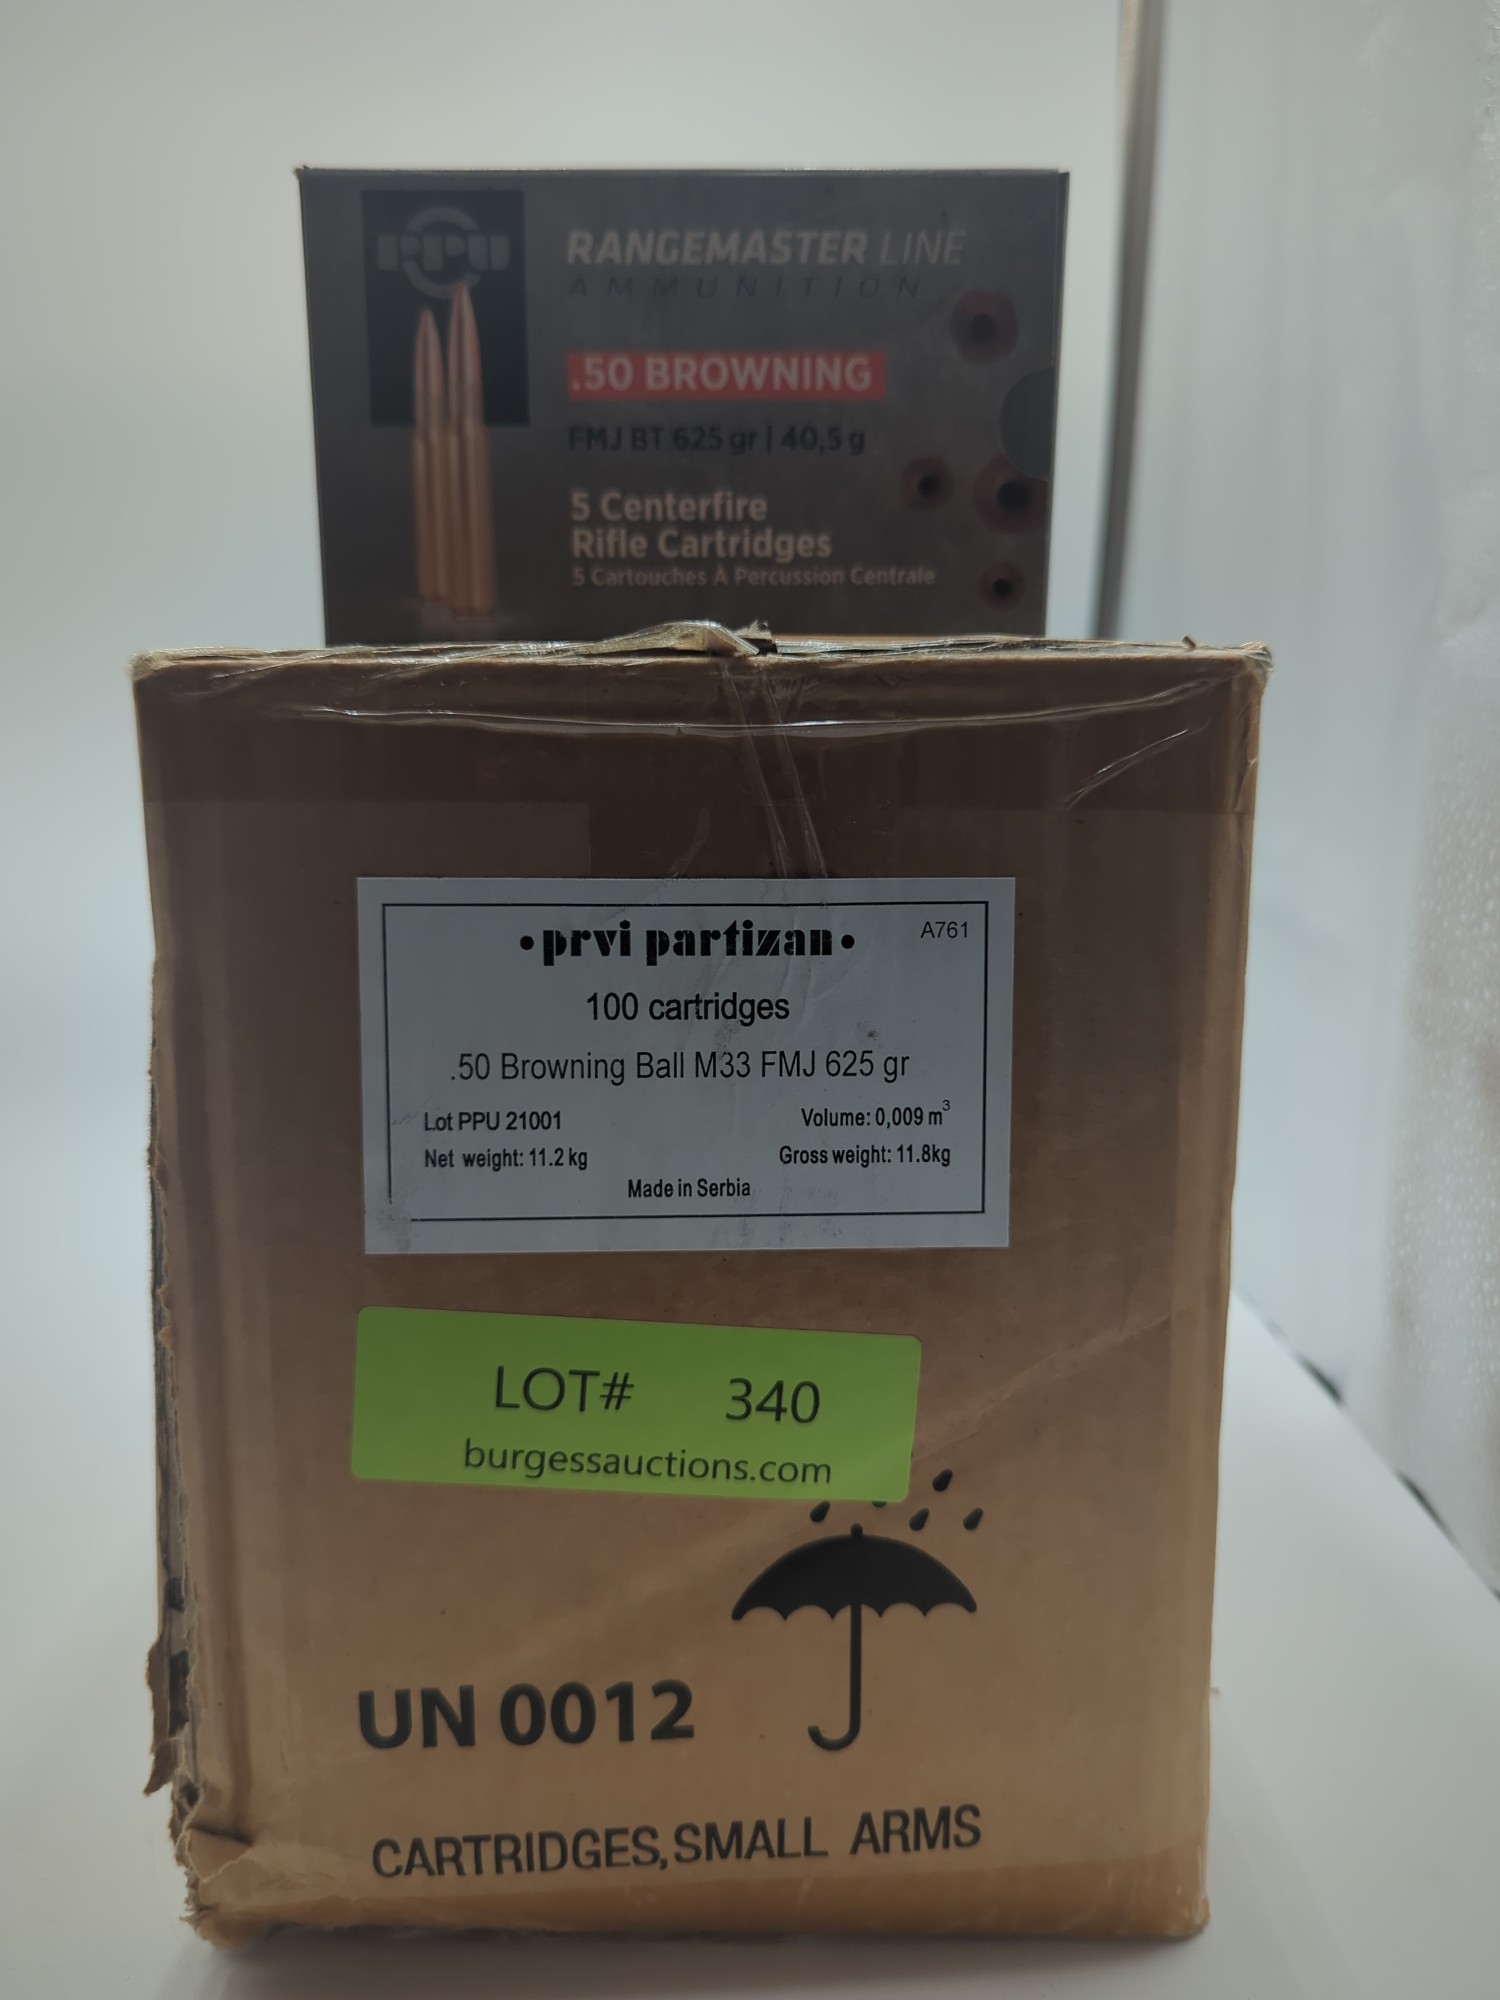 PPU
RANGEMASTER LINE
AMMUNITION
.50 BROWNING
FMJ BT 625 gr | 40,5 g
5 Centerfire
Rifle Cartridges
5 Cartouches À Percussion Centrale
•prvi partizan•
A761
100 cartridges
.50 Browning Ball M33 FMJ 625 gr
Lot PPU 21001 Volume: 0,009 m³
Net weight: 11.2 kg Gross weight: 11.8kg
Made in Serbia
LOT# 340
burgessauctions.com
UN 0012
CARTRIDGES, SMALL ARMS